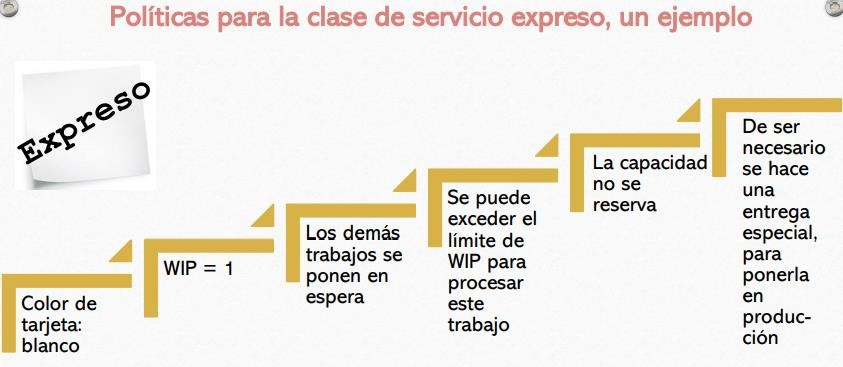 Políticas para la clase de servicio expreso, un ejemplo
Expreso
Color de
tarjeta:
blanco
WIP = 1
Los demás
trabajos se
ponen en
espera
Se puede
exceder el
límite de
WIP para
procesar
este
trabajo
La capacidad
no se
reserva
De ser
necesario
se hace
una
entrega
especial,
para
ponerla
en
produc-
ción